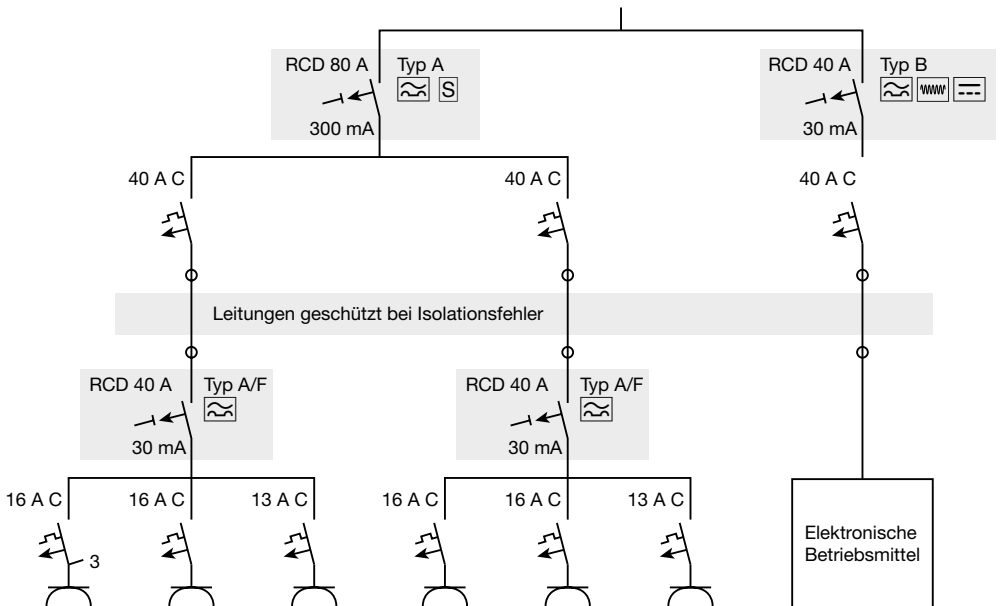 RCD 80 A
Typ A
S
300 mA
RCD 40 A
Typ B
30 mA
40 A C
40 A C
40 A C
Leitungen geschützt bei Isolationsfehler
RCD 40 A
Typ A/F
30 mA
RCD 40 A
Typ A/F
30 mA
16 A C
16 A C
13 A C
16 A C
16 A C
13 A C
3
Elektronische
Betriebsmittel